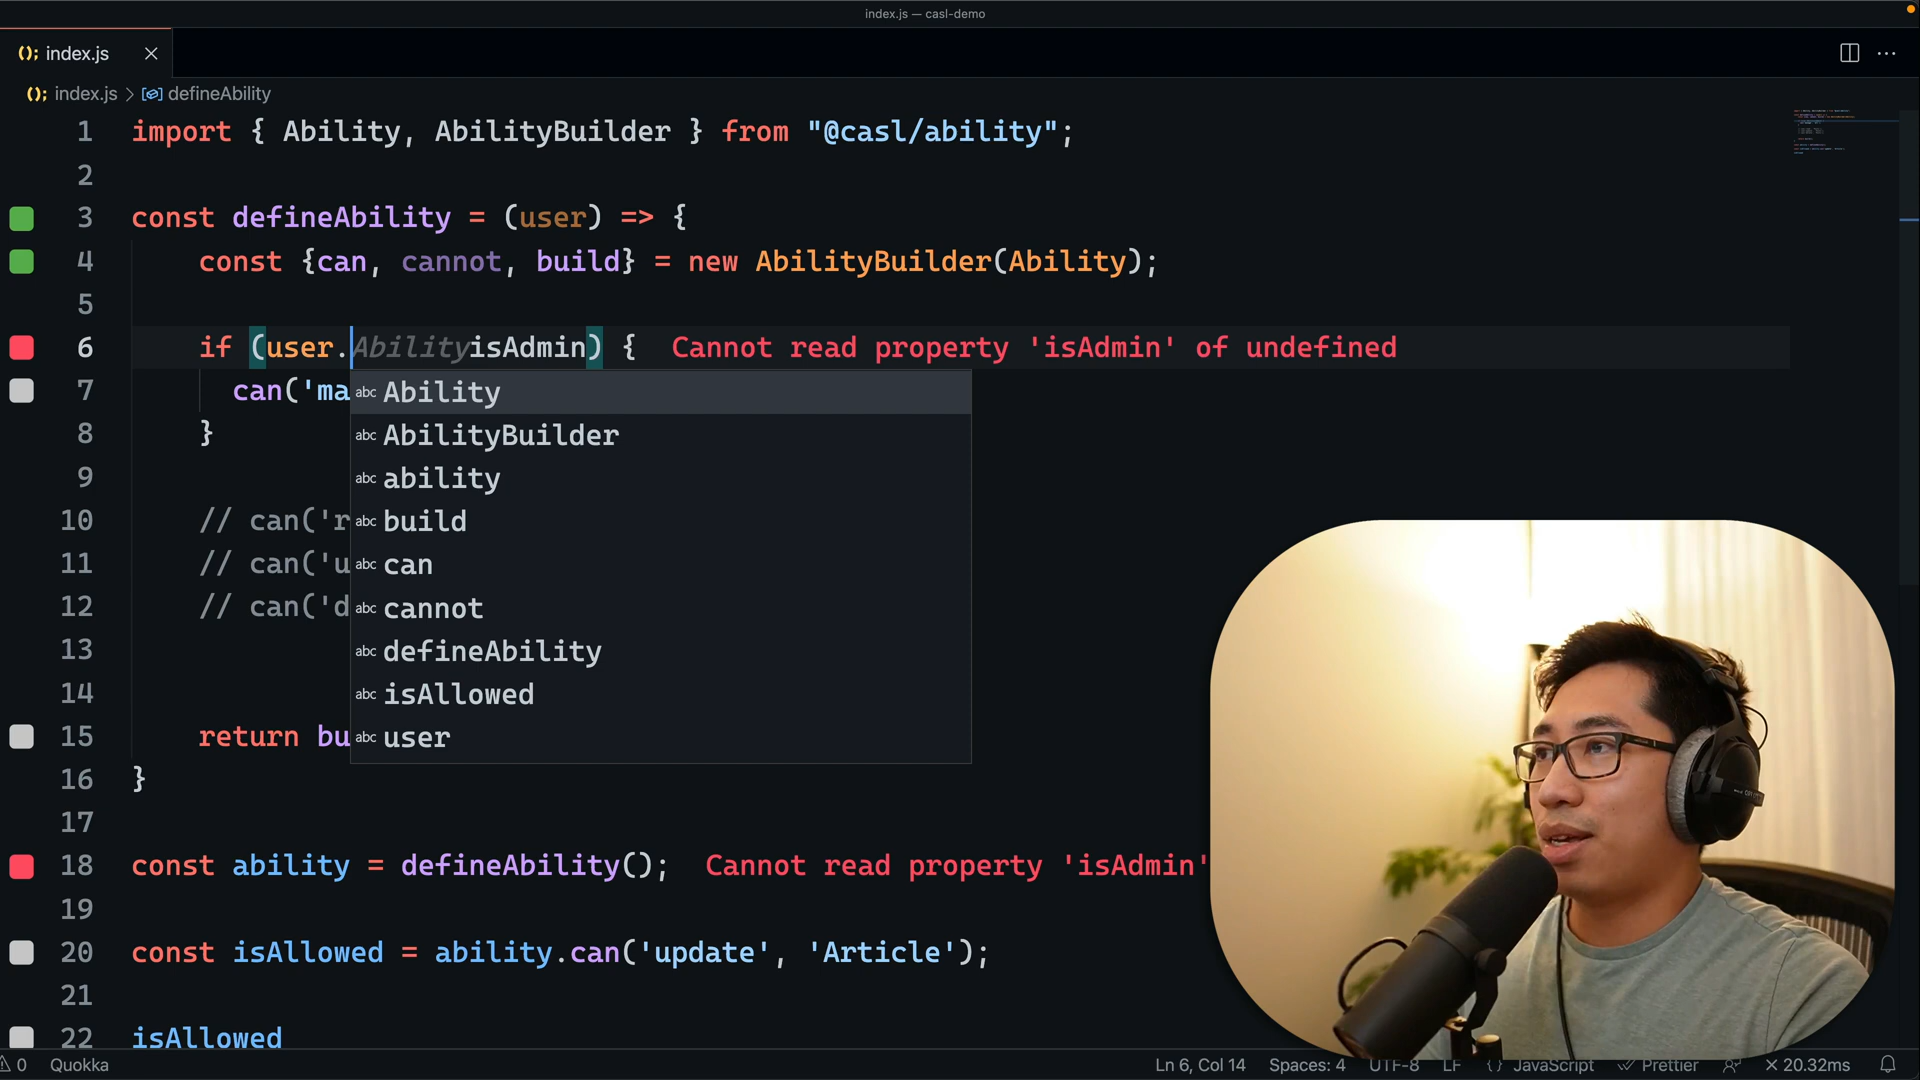 index.js — casl-demo
(); index.js
(); index.js > defineAbility
1 import { Ability, AbilityBuilder } from "@casl/ability";
2
3 const defineAbility = (user) => {
4 const {can, cannot, build} = new AbilityBuilder(Ability);
5
6 if (user.AbilityisAdmin) { Cannot read property 'isAdmin' of undefined
7 can('ma
abc Ability
8 }
abc AbilityBuilder
9
abc ability
10 // can('r
abc build
11 // can('u
abc can
12 // can('d
abc cannot
13
abc defineAbility
14
abc isAllowed
15 return bu
abc user
16 }
17
18 const ability = defineAbility(); Cannot read property 'isAdmin'
19
20 const isAllowed = ability.can('update', 'Article');
21
22 isAllowed
0 Quokka Ln 6, Col 14 Spaces: 4 UTF-8 LF {} JavaScript Prettier × 20.32ms